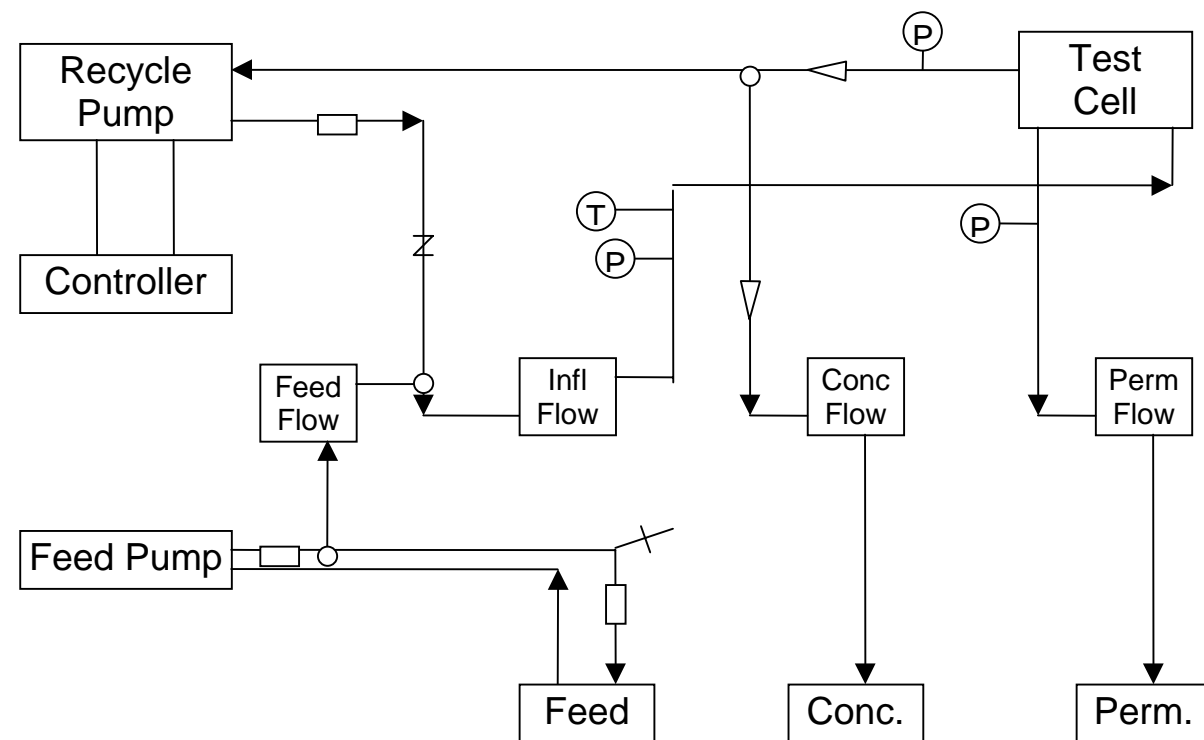 P
Recycle
Pump
Test
Cell
T
P
P
Controller
Feed
Flow
Infl
Flow
Conc
Flow
Perm
Flow
Feed Pump
Feed
Conc.
Perm.